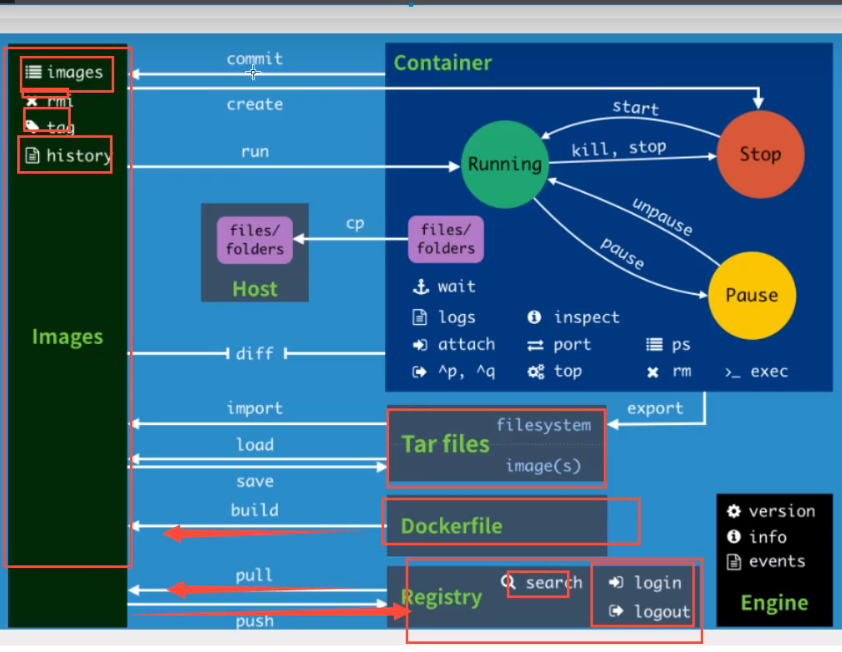 images
rmi
tag
history
Images
commit
create
run
Container
start
Running
kill, stop
Stop
unpause
pause
Pause
files/
folders
Host
cp
files/
folders
wait
logs
inspect
attach
port
ps
^p, ^q
top
rm
>_ exec
diff
import
export
load
save
Tar files
filesystem
image(s)
build
Dockerfile
pull
push
Registry
search
login
logout
version
info
events
Engine